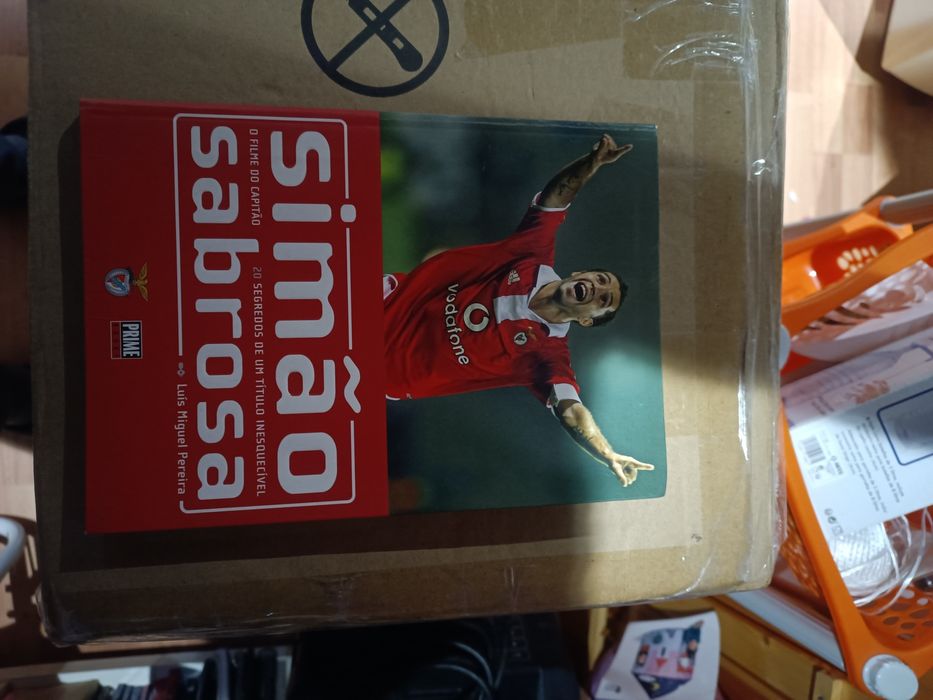 vodafone
simão
O FILME DO CAPITÃO 20 SEGREDOS DE UM TÍTULO INESQUECÍVEL
sabrosa
Luís Miguel Pereira
PRIME